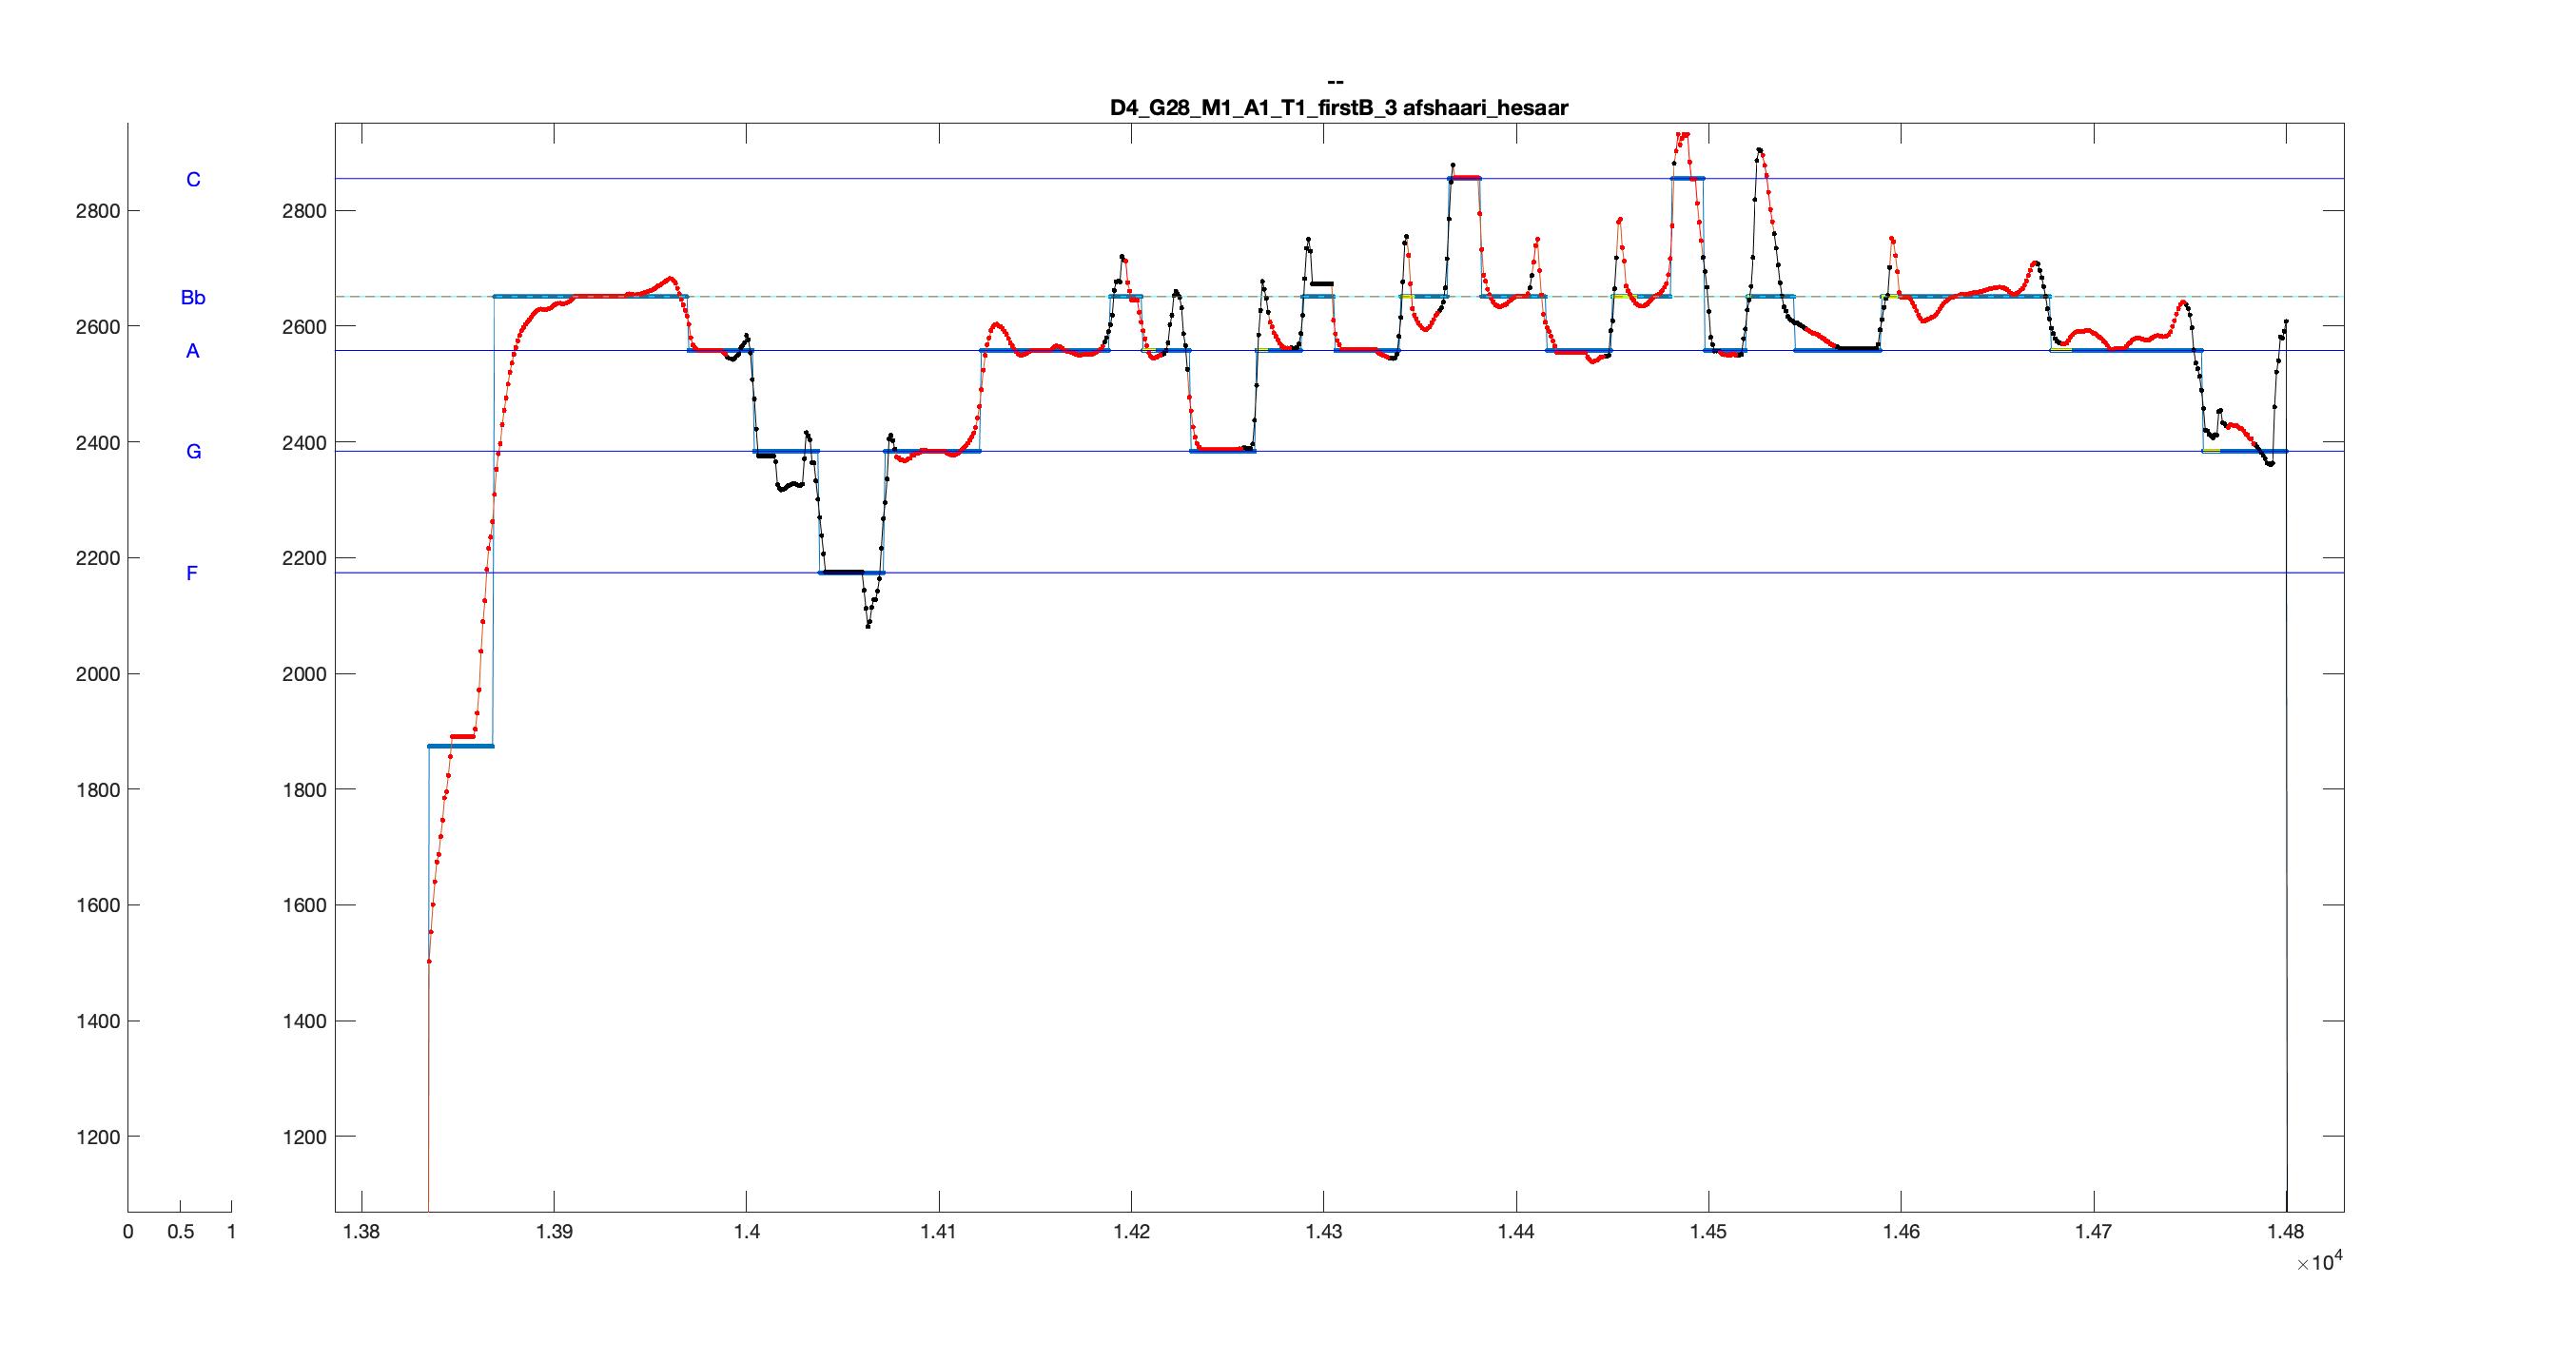 --
D4_G28_M1_A1_T1_firstB_3 afshaari_hesaar
C
2800 2800
Bb
2600 2600
A
2400 2400
G
2200 2200
F
2000 2000
1800 1800
1600 1600
1400 1400
1200 1200
0 0.5 1 1.38 1.39 1.4 1.41 1.42 1.43 1.44 1.45 1.46 1.47 1.48
×10^4